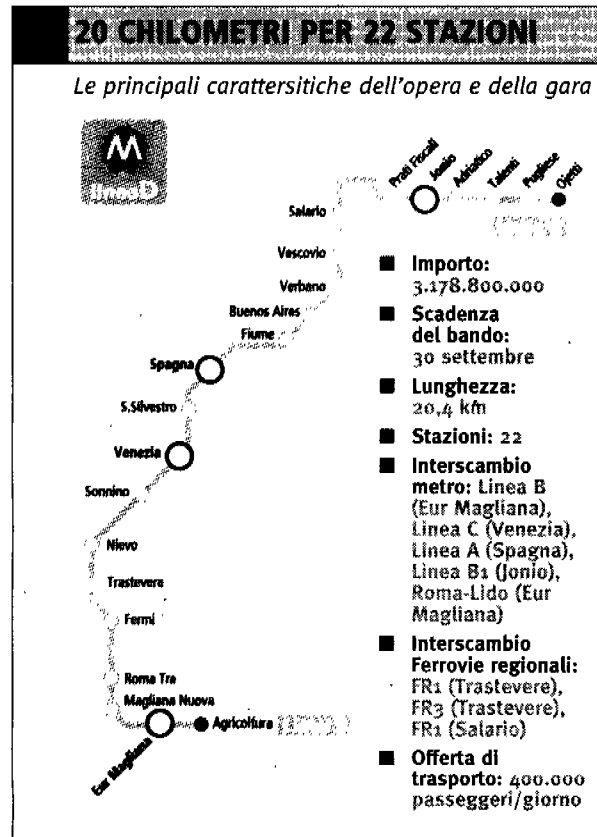 20 CHILOMETRI PER 22 STAZIONI
Le principali carattersitiche dell'opera e della gara
M
linea D
Prati Fiscali
Jonio
Adriatico
Talenti
Pugliese
Ojetti
Salario
Vescovio
Verbano
Buenos Aires
Fiume
Spagna
S.Silvestro
Venezia
Sonnino
Nievo
Trastevere
Fermi
Roma Tre
Magliana Nuova
Eur Magliana
Agricoltura
Importo:
3.178.800.000
Scadenza
del bando:
30 settembre
Lunghezza:
20,4 km
Stazioni: 22
Interscambio
metro: Linea B
(Eur Magliana),
Linea C (Venezia),
Linea A (Spagna),
Linea B1 (Jonio),
Roma-Lido (Eur
Magliana)
Interscambio
Ferrovie regionali:
FR1 (Trastevere),
FR3 (Trastevere),
FR1 (Salario)
Offerta di
trasporto: 400.000
passeggeri/giorno